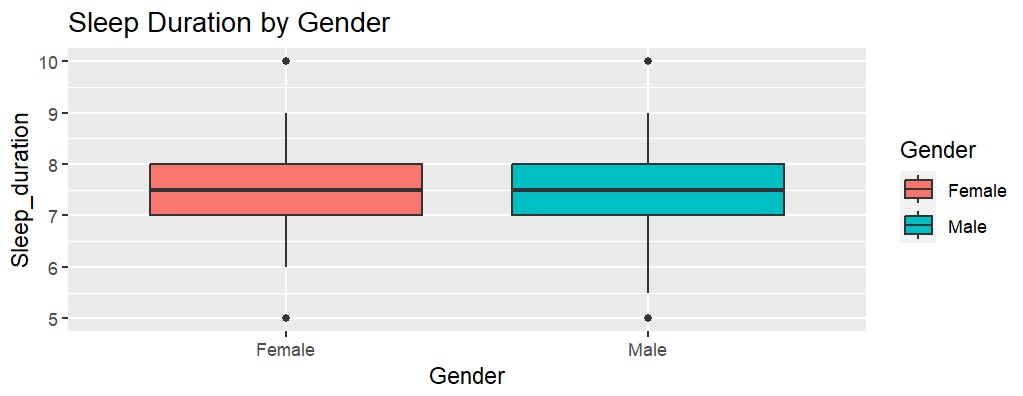 Sleep Duration by Gender
Sleep_duration
10
9
8
7
6
5
Female
Male
Gender
Gender
Female
Male